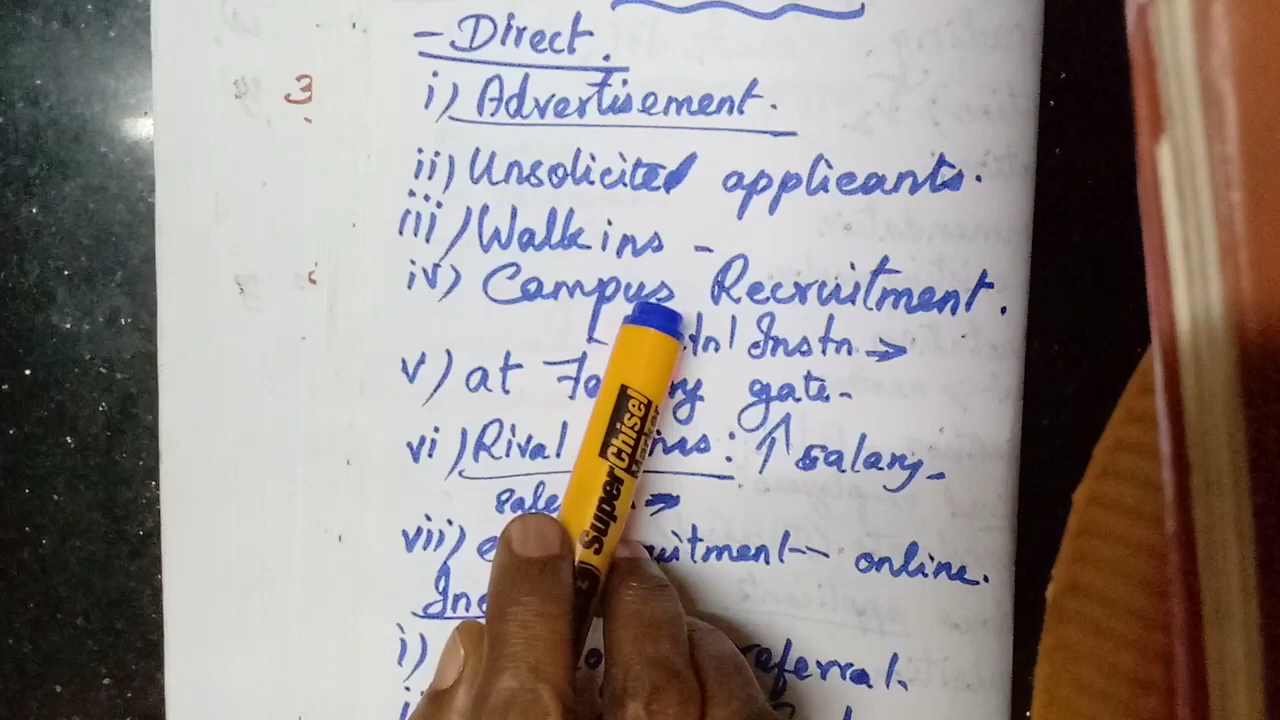 - Direct.
3
i) Advertisement.
ii) Unsolicited applicants.
iii) Walk ins -
iv) Campus Recruitment.
Instn →
v) at gate -
vi) Rival : ↑ salary -
vii) online.
i) referral.
Super Chisel
Marker